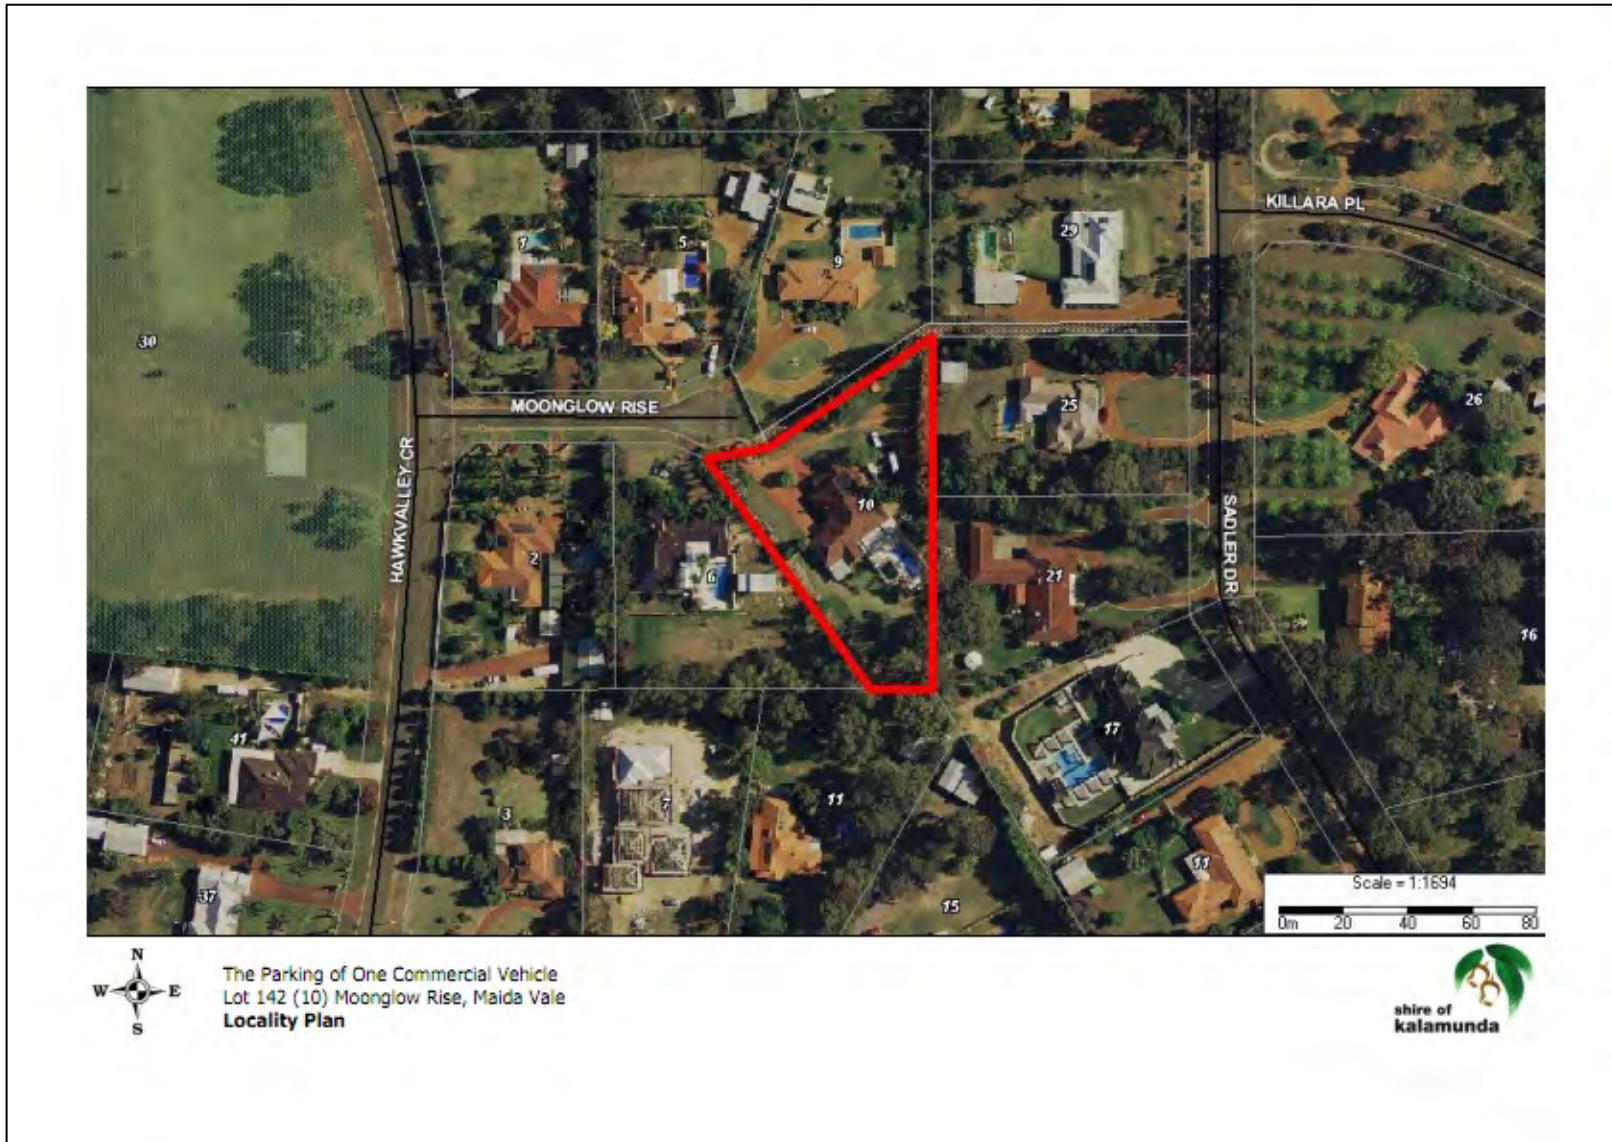 KILLARA PL
1
5
9
29
30
MOONGLOW RISE
25
26
HAWKVALLEY CR
10
SADLER DR
2
6
21
16
41
17
3
7
11
37
15
11
Scale = 1:1694
0m 20 40 60 80
N
W E
S
The Parking of One Commercial Vehicle
Lot 142 (10) Moonglow Rise, Maida Vale
Locality Plan
shire of
kalamunda